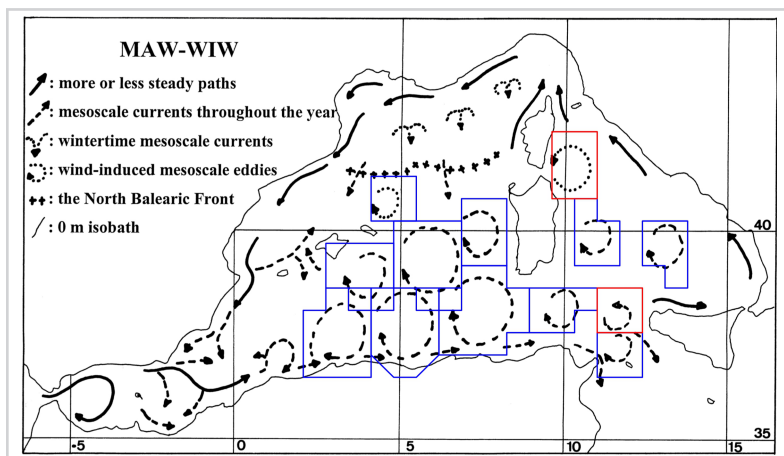 MAW-WIW
: more or less steady paths
: mesoscale currents throughout the year
: wintertime mesoscale currents
: wind-induced mesoscale eddies
: the North Balearic Front
: 0 m isobath
40
35
-5
0
5
10
15